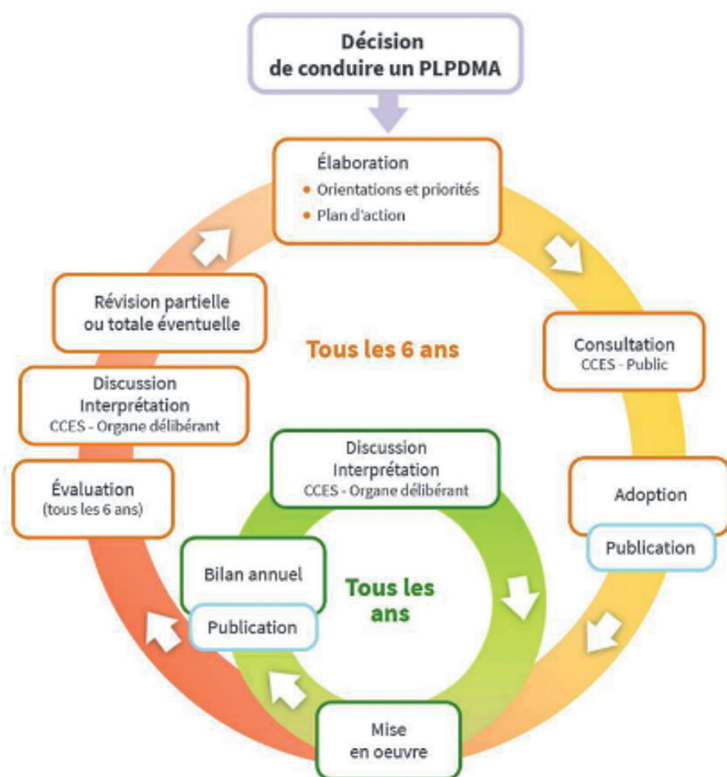 Décision
de conduire un PLPDMA
Élaboration
• Orientations et priorités
• Plan d'action
Révision partielle
ou totale éventuelle
Tous les 6 ans
Consultation
CCES - Public
Discussion
Interprétation
CCES - Organe délibérant
Discussion
Interprétation
CCES - Organe délibérant
Évaluation
(tous les 6 ans)
Adoption
Publication
Bilan annuel
Publication
Tous les
ans
Mise
en oeuvre